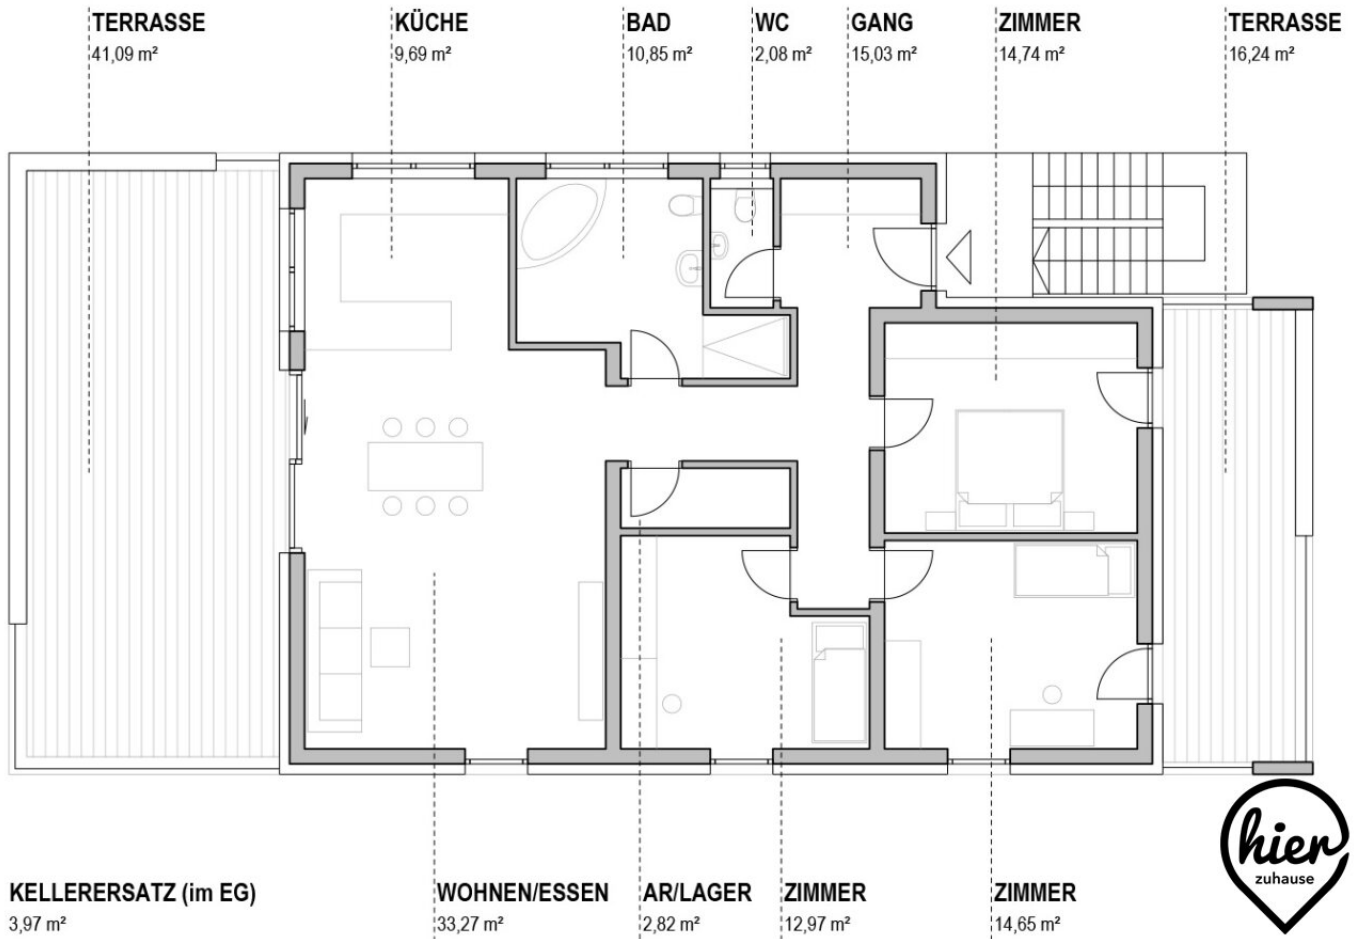 TERRASSE
41,09 m²
KÜCHE
9,69 m²
BAD
10,85 m²
WC
2,08 m²
GANG
15,03 m²
ZIMMER
14,74 m²
TERRASSE
16,24 m²
hier
zuhause
KELLERERSATZ (im EG)
3,97 m²
WOHNEN/ESSEN
33,27 m²
AR/LAGER
2,82 m²
ZIMMER
12,97 m²
ZIMMER
14,65 m²